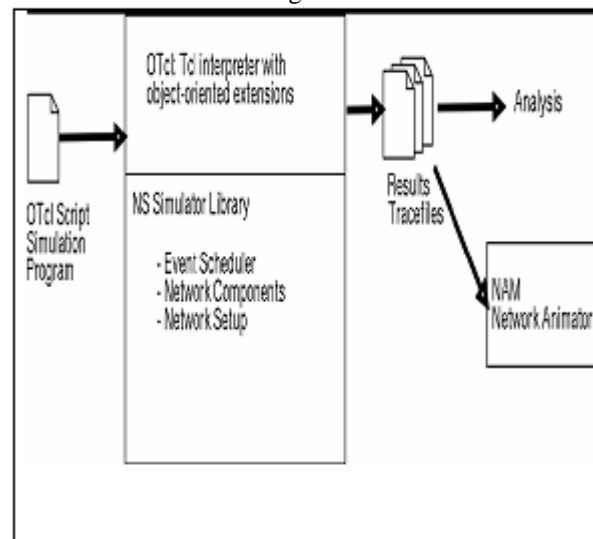 OTcl: Tcl interpreter with
object-oriented extensions
OTcl Script
Simulation
Program
NS Simulator Library
- Event Scheduler
- Network Components
- Network Setup
Results
Tracefiles
Analysis
NAM
Network Animator